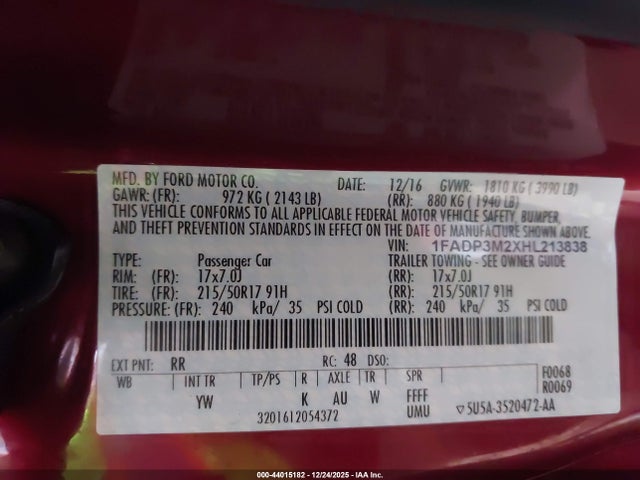 MFD. BY FORD MOTOR CO. DATE: 12/16 GVWR: 1810 KG ( 3990 LB)
GAWR: (FR): 972 KG ( 2143 LB) (RR): 880 KG ( 1940 LB)
THIS VEHICLE CONFORMS TO ALL APPLICABLE FEDERAL MOTOR VEHICLE SAFETY, BUMPER,
AND THEFT PREVENTION STANDARDS IN EFFECT ON THE DATE OF MANUFACTURE SHOWN ABOVE.
VIN: 1FADP3M2XHL213838
TYPE: Passenger Car TRAILER TOWING - SEE OWNER GUIDE
RIM: (FR): 17x7.0J (RR): 17x7.0J
TIRE: (FR): 215/50R17 91H (RR): 215/50R17 91H
PRESSURE: (FR): 240 kPa/ 35 PSI COLD (RR): 240 kPa/ 35 PSI COLD
EXT PNT: RR RC: 48 DSO: F0068
WB INT TR TP/PS R AXLE TR SPR R0069
YW K AU W FFFF
3201612054372 UMU ▽5U5A-3520472-AA
000-44015182 - 12/24/2025 - IAA Inc.